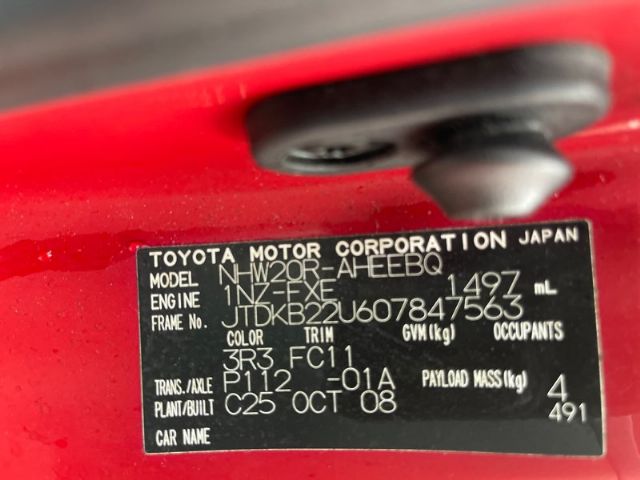 TOYOTA MOTOR CORPORATION JAPAN
MODEL NHW20R-AHEEBQ
ENGINE 1NZ-FXE 1497 mL
FRAME No. JTDKB22U607847563
COLOR TRIM GVM(kg) OCCUPANTS
3R3 FC11
TRANS./AXLE P112 -01A PAYLOAD MASS(kg) 4
PLANT/BUILT C25 OCT 08 491
CAR NAME